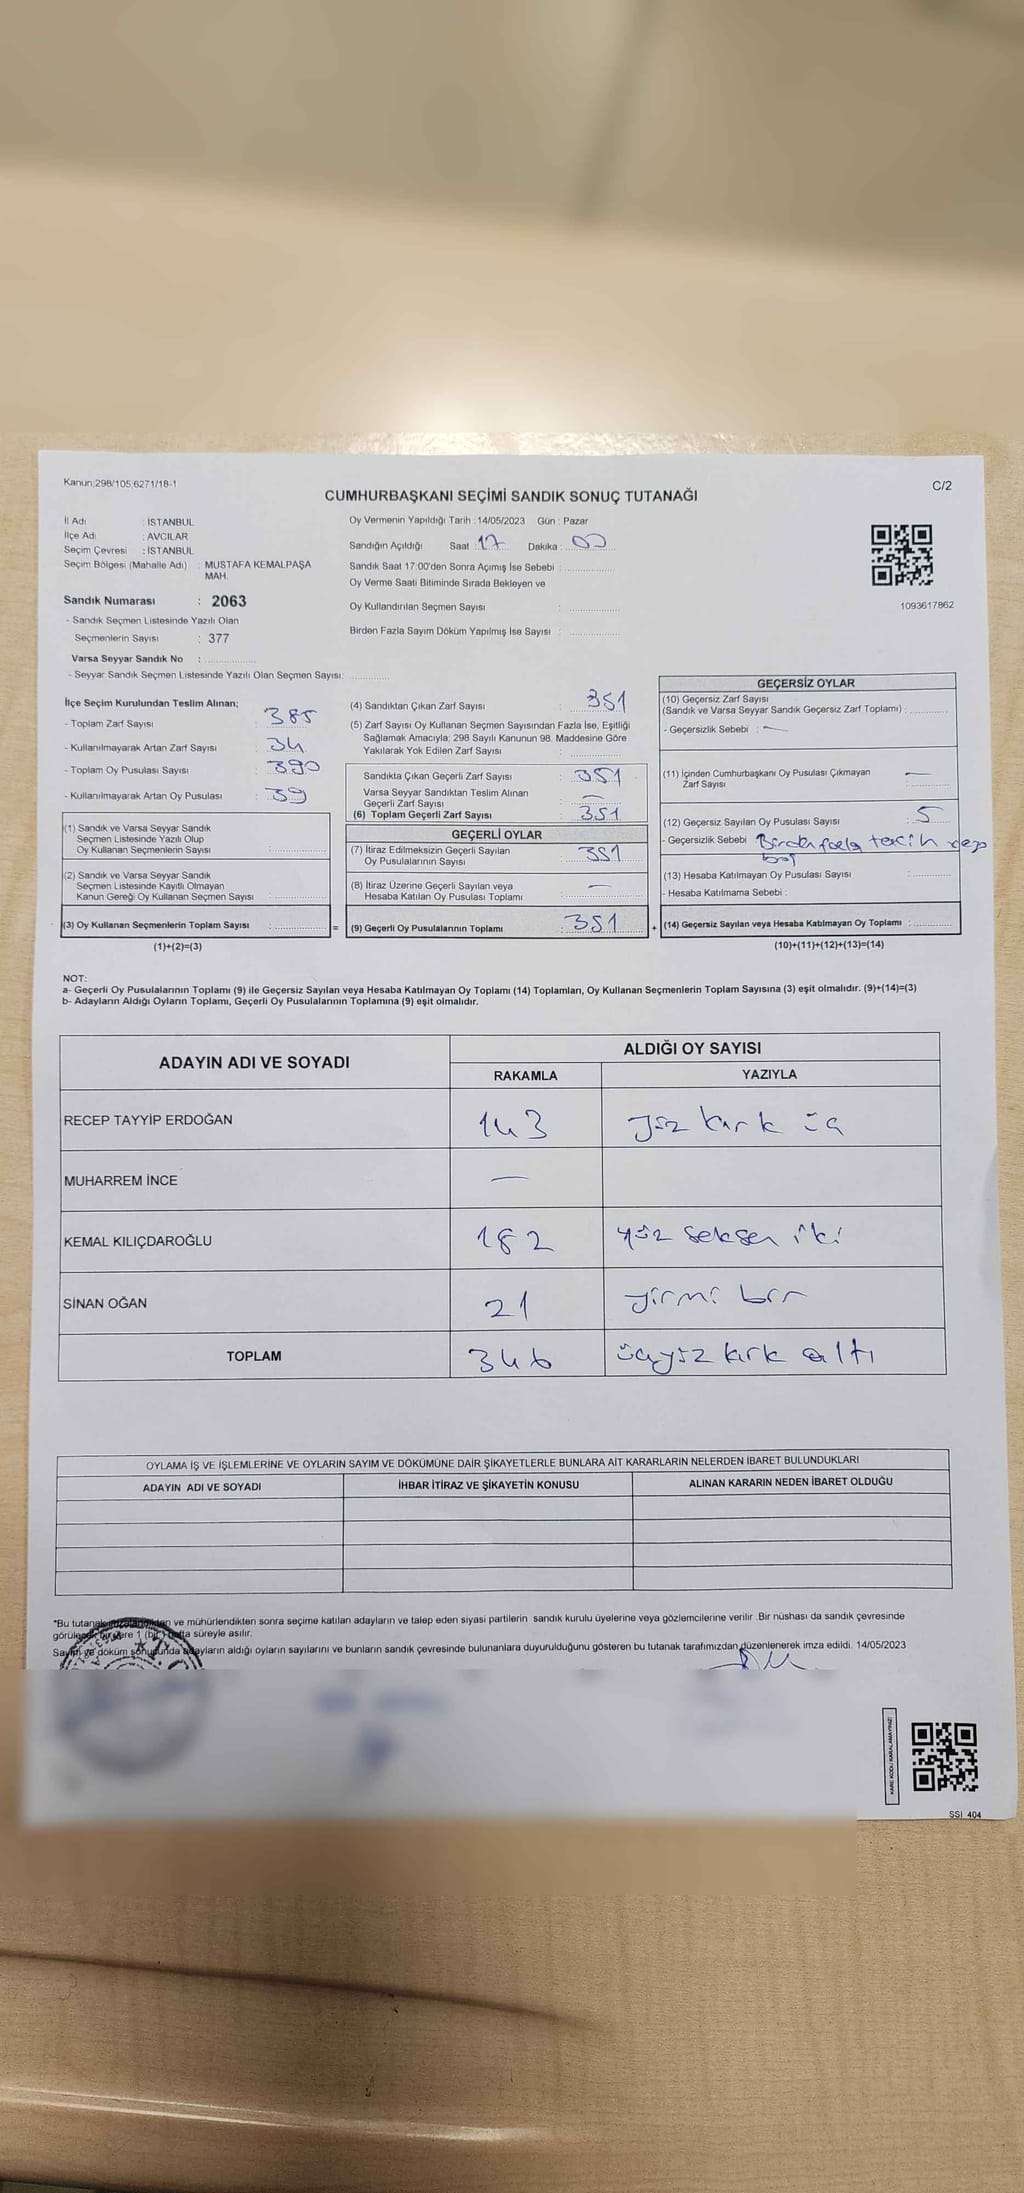 Kanun:298/105;6271/18-1
C/2
CUMHURBAŞKANI SEÇİMİ SANDIK SONUÇ TUTANAĞI
İl Adı : İSTANBUL
İlçe Adı : AVCILAR
Seçim Çevresi : İSTANBUL
Seçim Bölgesi (Mahalle Adı) : MUSTAFA KEMALPAŞA
MAH.
Sandık Numarası : 2063
- Sandık Seçmen Listesinde Yazılı Olan
Seçmenlerin Sayısı : 377
Varsa Seyyar Sandık No :
- Seyyar Sandık Seçmen Listesinde Yazılı Olan Seçmen Sayısı:
Oy Vermenin Yapıldığı Tarih : 14/05/2023 Gün : Pazar
Sandığın Açıldığı Saat : 17 Dakika : 00
Sandık Saat 17:00'den Sonra Açımış İse Sebebi :
Oy Verme Saati Bitiminde Sırada Bekleyen ve
Oy Kullandırılan Seçmen Sayısı :
Birden Fazla Sayım Döküm Yapılmış İse Sayısı :
1093617862
İlçe Seçim Kurulundan Teslim Alınan;
- Toplam Zarf Sayısı : 385
- Kullanılmayarak Artan Zarf Sayısı : 34
- Toplam Oy Pusulası Sayısı : 390
- Kullanılmayarak Artan Oy Pusulası : 39
(1) Sandık ve Varsa Seyyar Sandık
Seçmen Listesinde Yazılı Olup
Oy Kullanan Seçmenlerin Sayısı :
(2) Sandık ve Varsa Seyyar Sandık
Seçmen Listesinde Kayıtlı Olmayan
Kanun Gereği Oy Kullanan Seçmen Sayısı :
(3) Oy Kullanan Seçmenlerin Toplam Sayısı :
(1)+(2)=(3)
=
(4) Sandıktan Çıkan Zarf Sayısı : 351
(5) Zarf Sayısı Oy Kullanan Seçmen Sayısından Fazla İse, Eşitliği
Sağlamak Amacıyla; 298 Sayılı Kanunun 98. Maddesine Göre
Yakılarak Yok Edilen Zarf Sayısı :
Sandıkta Çıkan Geçerli Zarf Sayısı : 351
Varsa Seyyar Sandıktan Teslim Alınan
Geçerli Zarf Sayısı : —
(6) Toplam Geçerli Zarf Sayısı : 351
GEÇERLİ OYLAR
(7) İtiraz Edilmeksizin Geçerli Sayılan
Oy Pusulalarının Sayısı : 351
(8) İtiraz Üzerine Geçerli Sayılan veya
Hesaba Katılan Oy Pusulası Toplamı : —
(9) Geçerli Oy Pusulalarının Toplamı : 351
+
GEÇERSİZ OYLAR
(10) Geçersiz Zarf Sayısı
(Sandık ve Varsa Seyyar Sandık Geçersiz Zarf Toplamı) :
- Geçersizlik Sebebi : —
(11) İçinden Cumhurbaşkanı Oy Pusulası Çıkmayan
Zarf Sayısı : —
(12) Geçersiz Sayılan Oy Pusulası Sayısı : 5
- Geçersizlik Sebebi Birden fazla tercih veya
boş
(13) Hesaba Katılmayan Oy Pusulası Sayısı :
- Hesaba Katılmama Sebebi :
(14) Geçersiz Sayılan veya Hesaba Katılmayan Oy Toplamı :
(10)+(11)+(12)+(13)=(14)
NOT:
a- Geçerli Oy Pusulalarının Toplamı (9) ile Geçersiz Sayılan veya Hesaba Katılmayan Oy Toplamı (14) Toplamları, Oy Kullanan Seçmenlerin Toplam Sayısına (3) eşit olmalıdır. (9)+(14)=(3)
b- Adayların Aldığı Oyların Toplamı, Geçerli Oy Pusulalarının Toplamına (9) eşit olmalıdır.
ADAYIN ADI VE SOYADI
ALDIĞI OY SAYISI
RAKAMLA YAZIYLA
RECEP TAYYİP ERDOĞAN 143 yüz kırk üç
MUHARREM İNCE —
KEMAL KILIÇDAROĞLU 182 yüz seksen iki
SİNAN OĞAN 21 yirmi bir
TOPLAM 346 üçyüz kırk altı
OYLAMA İŞ VE İŞLEMLERİNE VE OYLARIN SAYIM VE DÖKÜMÜNE DAİR ŞİKAYETLERLE BUNLARA AİT KARARLARIN NELERDEN İBARET BULUNDUKLARI
ADAYIN ADI VE SOYADI İHBAR İTİRAZ VE ŞİKAYETİN KONUSU ALINAN KARARIN NEDEN İBARET OLDUĞU
*Bu tutanak imzalandıktan ve mühürlendikten sonra seçime katılan adayların ve talep eden siyasi partilerin sandık kurulu üyelerine veya gözlemcilerine verilir .Bir nüshası da sandık çevresinde
görülecek bir yere 1 (bir) hafta süreyle asılır.
Sayım ve döküm sonucunda adayların aldığı oyların sayılarını ve bunların sandık çevresinde bulunanlara duyurulduğunu gösteren bu tutanak tarafımızdan düzenlenerek imza edildi. 14/05/2023
KARE KODU KARALAMAYINIZ!
SSİ 404